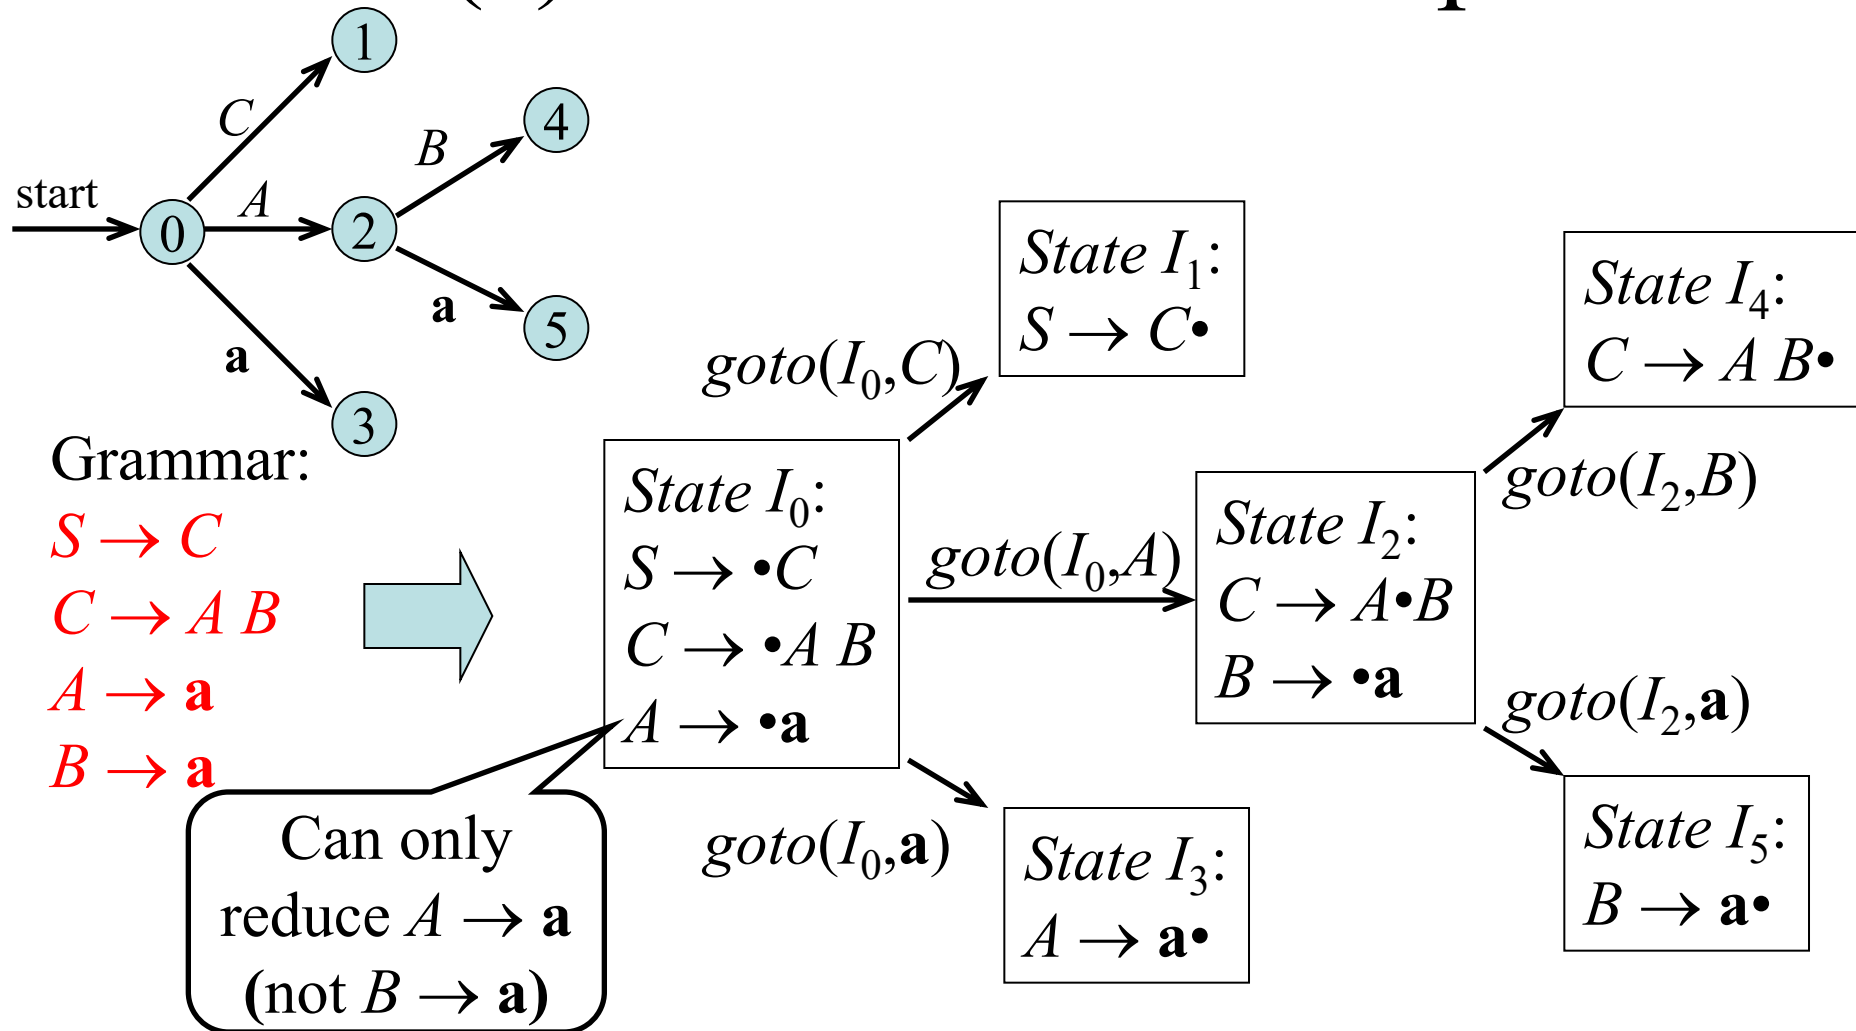 start
C
A
a
B
a
0
1
2
3
4
5
Grammar:
S → C
C → A B
A → a
B → a
State I0:
S → •C
C → •A B
A → •a
Can only
reduce A → a
(not B → a)
goto(I0,C)
State I1:
S → C•
goto(I0,A)
State I2:
C → A•B
B → •a
goto(I0,a)
State I3:
A → a•
goto(I2,B)
State I4:
C → A B•
goto(I2,a)
State I5:
B → a•